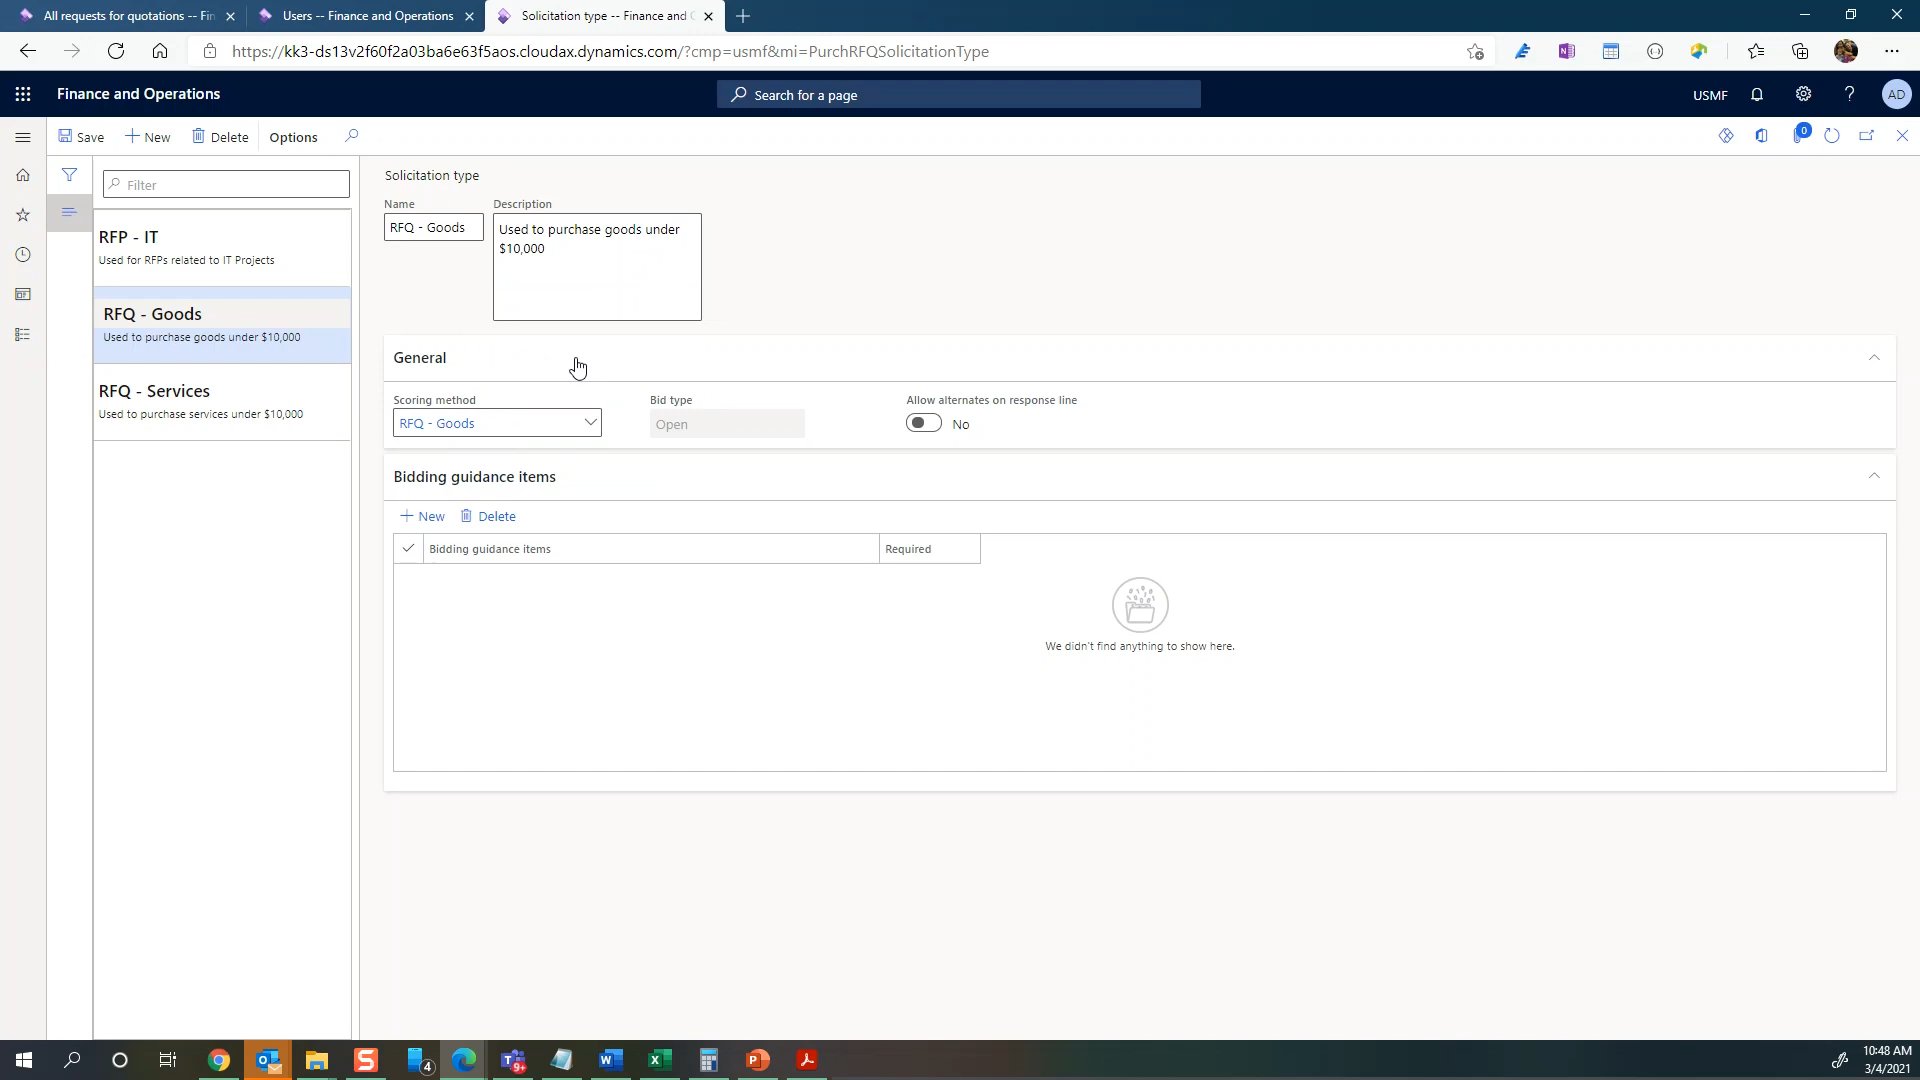 All requests for quotations -- Fin
Users -- Finance and Operations
Solicitation type -- Finance and O
https://kk3-ds13v2f60f2a03ba6e63f5aos.cloudax.dynamics.com/?cmp=usmf&mi=PurchRFQSolicitationType
Finance and Operations
Search for a page
USMF
?
AD
Save
New
Delete
Options
0
Filter
Solicitation type
Name
Description
RFQ - Goods
Used to purchase goods under
$10,000
RFP - IT
Used for RFPs related to IT Projects
RFQ - Goods
Used to purchase goods under $10,000
RFQ - Services
Used to purchase services under $10,000
General
Scoring method
Bid type
Allow alternates on response line
RFQ - Goods
Open
No
Bidding guidance items
New
Delete
Bidding guidance items
Required
We didn't find anything to show here.
4
9+
10:48 AM
3/4/2021